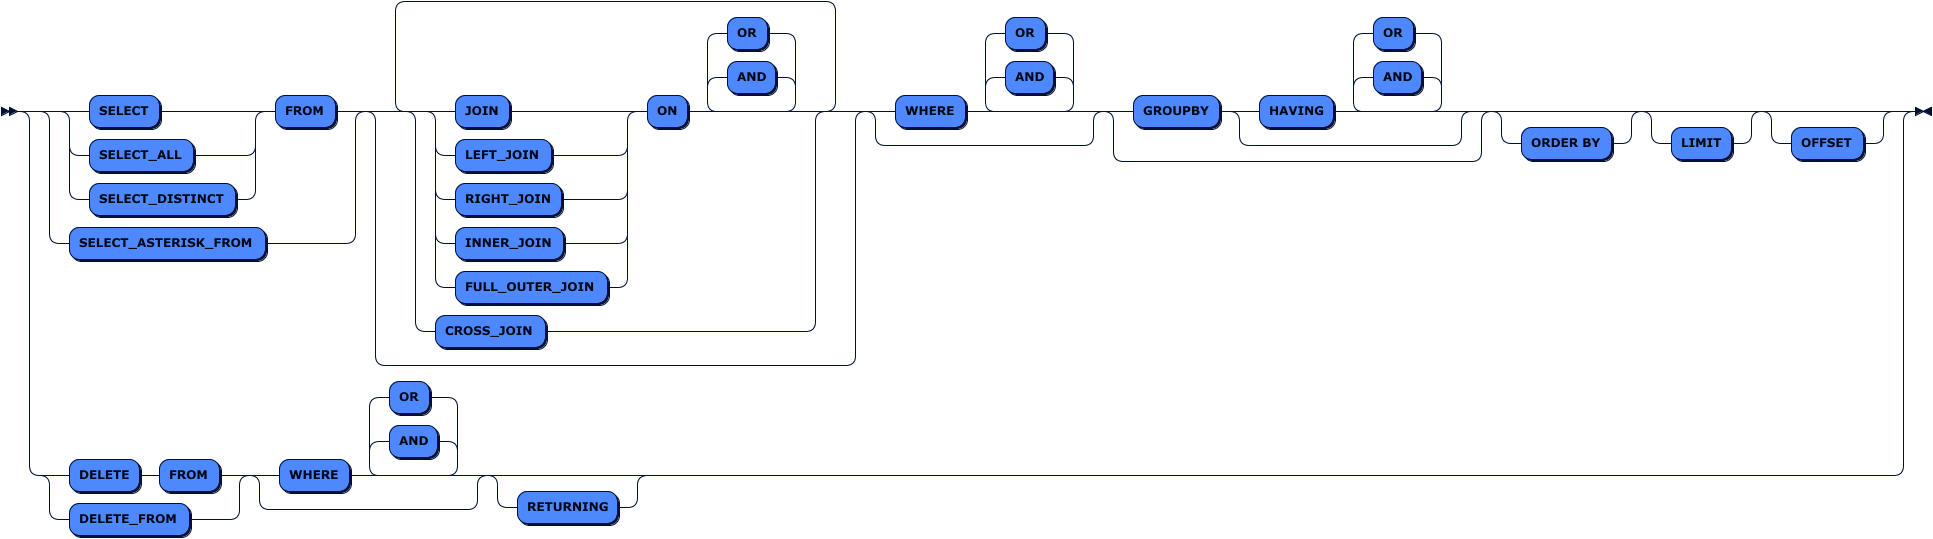 OR OR OR
AND AND AND
SELECT FROM JOIN ON WHERE GROUPBY HAVING
ORDER BY LIMIT OFFSET
SELECT_ALL LEFT_JOIN
SELECT_DISTINCT RIGHT_JOIN
SELECT_ASTERISK_FROM INNER_JOIN
FULL_OUTER_JOIN
CROSS_JOIN
OR
AND
DELETE FROM WHERE
RETURNING
DELETE_FROM